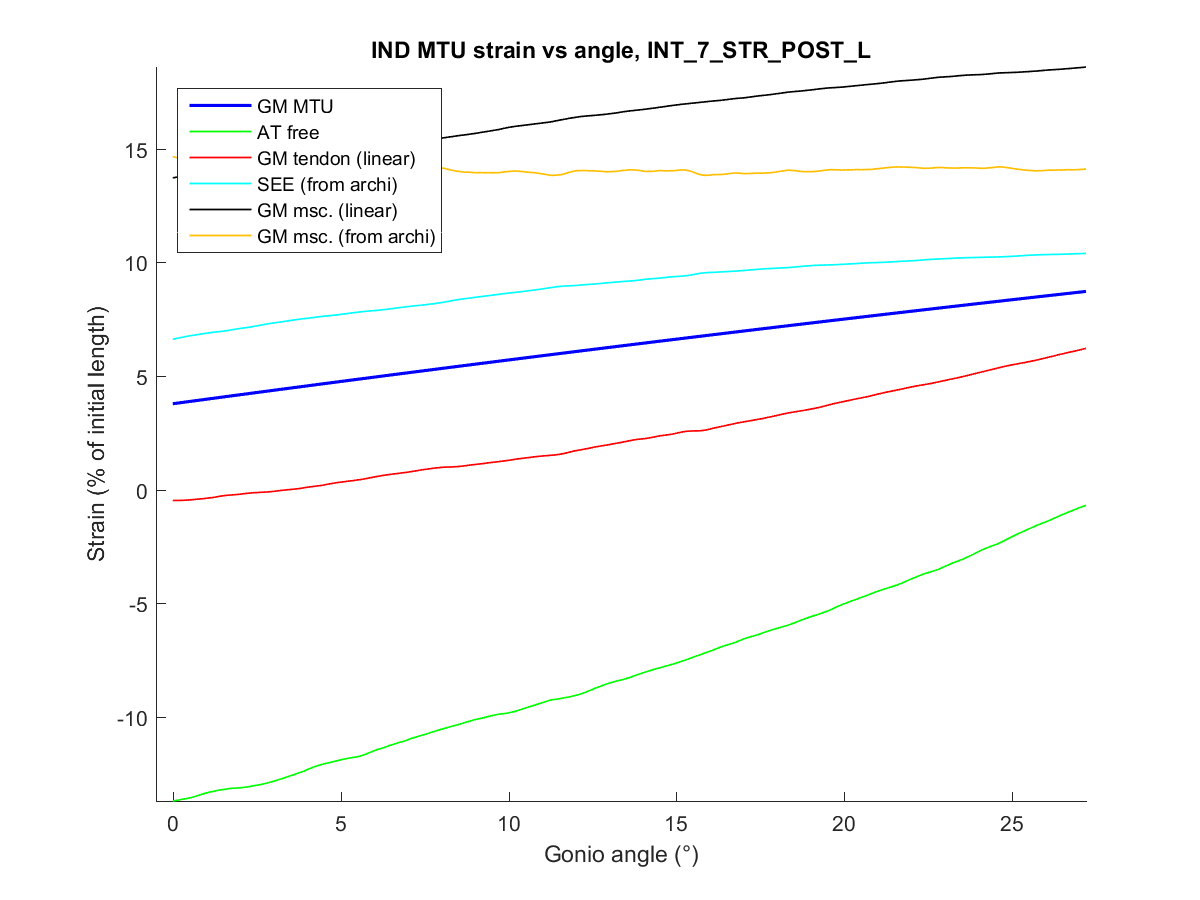 IND MTU strain vs angle, INT_7_STR_POST_L
GM MTU
AT free
GM tendon (linear)
SEE (from archi)
GM msc. (linear)
GM msc. (from archi)
Strain (% of initial length)
15
10
5
0
-5
-10
0 5 10 15 20 25
Gonio angle (°)